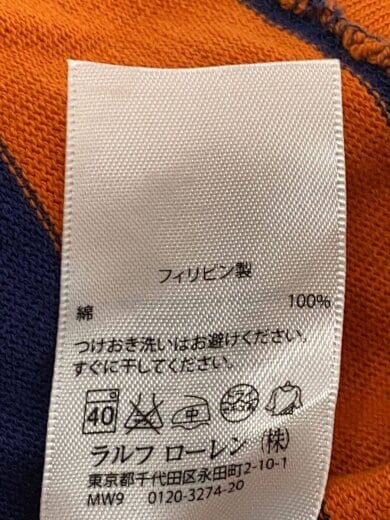 フィリピン製
綿 100%
つけおき洗いはお避けください。
すぐに干してください。
40 中
ラルフ ローレン (株)
東京都千代田区永田町2-10-1
MW9 0120-3274-20